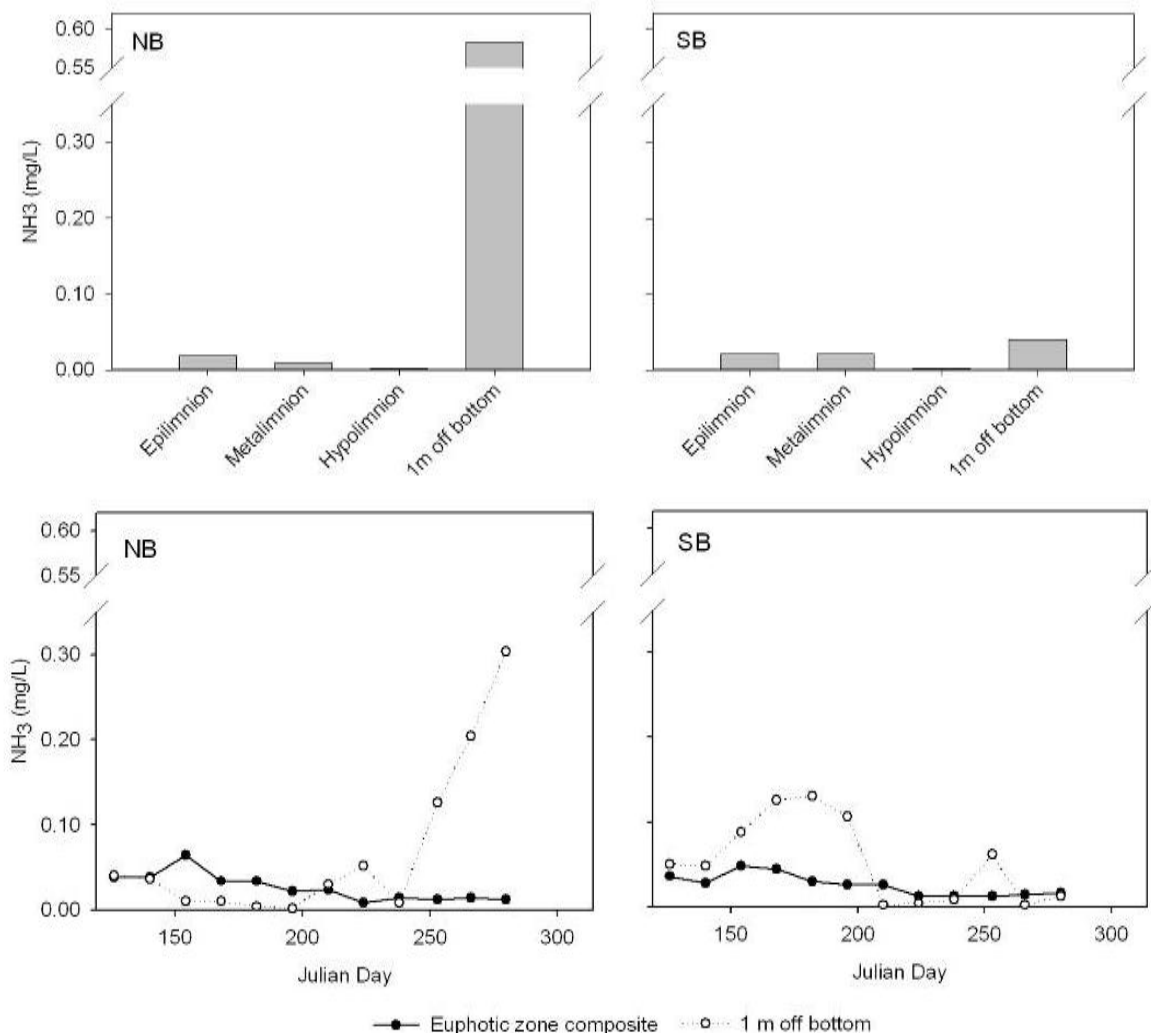 NB
SB
0.60
0.55
0.30
0.20
0.10
0.00
NH3 (mg/L)
Epilimnion
Metalimnion
Hypolimnion
1m off bottom
Epilimnion
Metalimnion
Hypolimnion
1m off bottom
NB
SB
0.60
0.55
0.30
0.20
0.10
0.00
NH3 (mg/L)
150 200 250 300
150 200 250 300
Julian Day
Julian Day
Euphotic zone composite 1 m off bottom